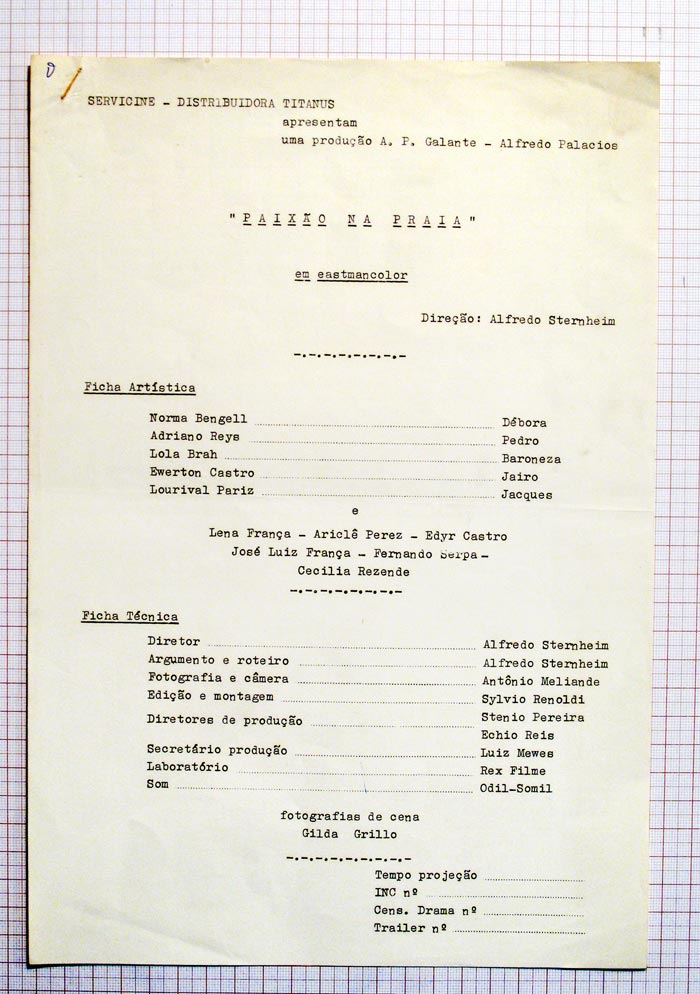 SERVICINE - DISTRIBUIDORA TITANUS
apresentam
uma produção A. P. Galante - Alfredo Palacios
"PAIXÃO NA PRAIA"
em eastmancolor
Direção: Alfredo Sternheim
Ficha Artística
Norma Bengell Débora
Adriano Reys Pedro
Lola Brah Baroneza
Ewerton Castro Jairo
Lourival Pariz Jacques
e
Lena França - Ariclê Perez - Edyr Castro
José Luiz França - Fernando Serpa -
Cecilia Rezende
Ficha Técnica
Diretor Alfredo Sternheim
Argumento e roteiro Alfredo Sternheim
Fotografia e câmera Antônio Meliande
Edição e montagem Sylvio Renoldi
Diretores de produção Stenio Pereira
Echio Reis
Secretário produção Luiz Mewes
Laboratório Rex Filme
Som Odil-Somil
fotografias de cena
Gilda Grillo
Tempo projeção
INC nº
Cens. Drama nº
Trailer nº